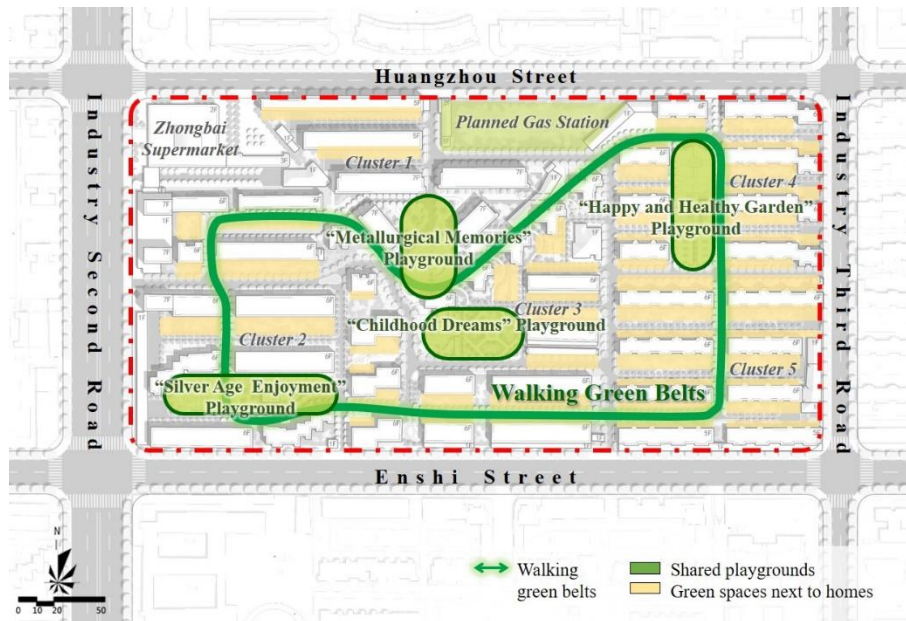 Huangzhou Street
Industry Second Road
Industry Third Road
Zhongbai
Supermarket
Planned Gas Station
Cluster 1
Cluster 4
“Happy and Healthy Garden”
Playground
“Metallurgical Memories”
Playground
Cluster 3
“Childhood Dreams” Playground
Cluster 2
Cluster 5
“Silver Age Enjoyment”
Playground
Walking Green Belts
Enshi Street
N
0 10 20 50
Walking
green belts
Shared playgrounds
Green spaces next to homes